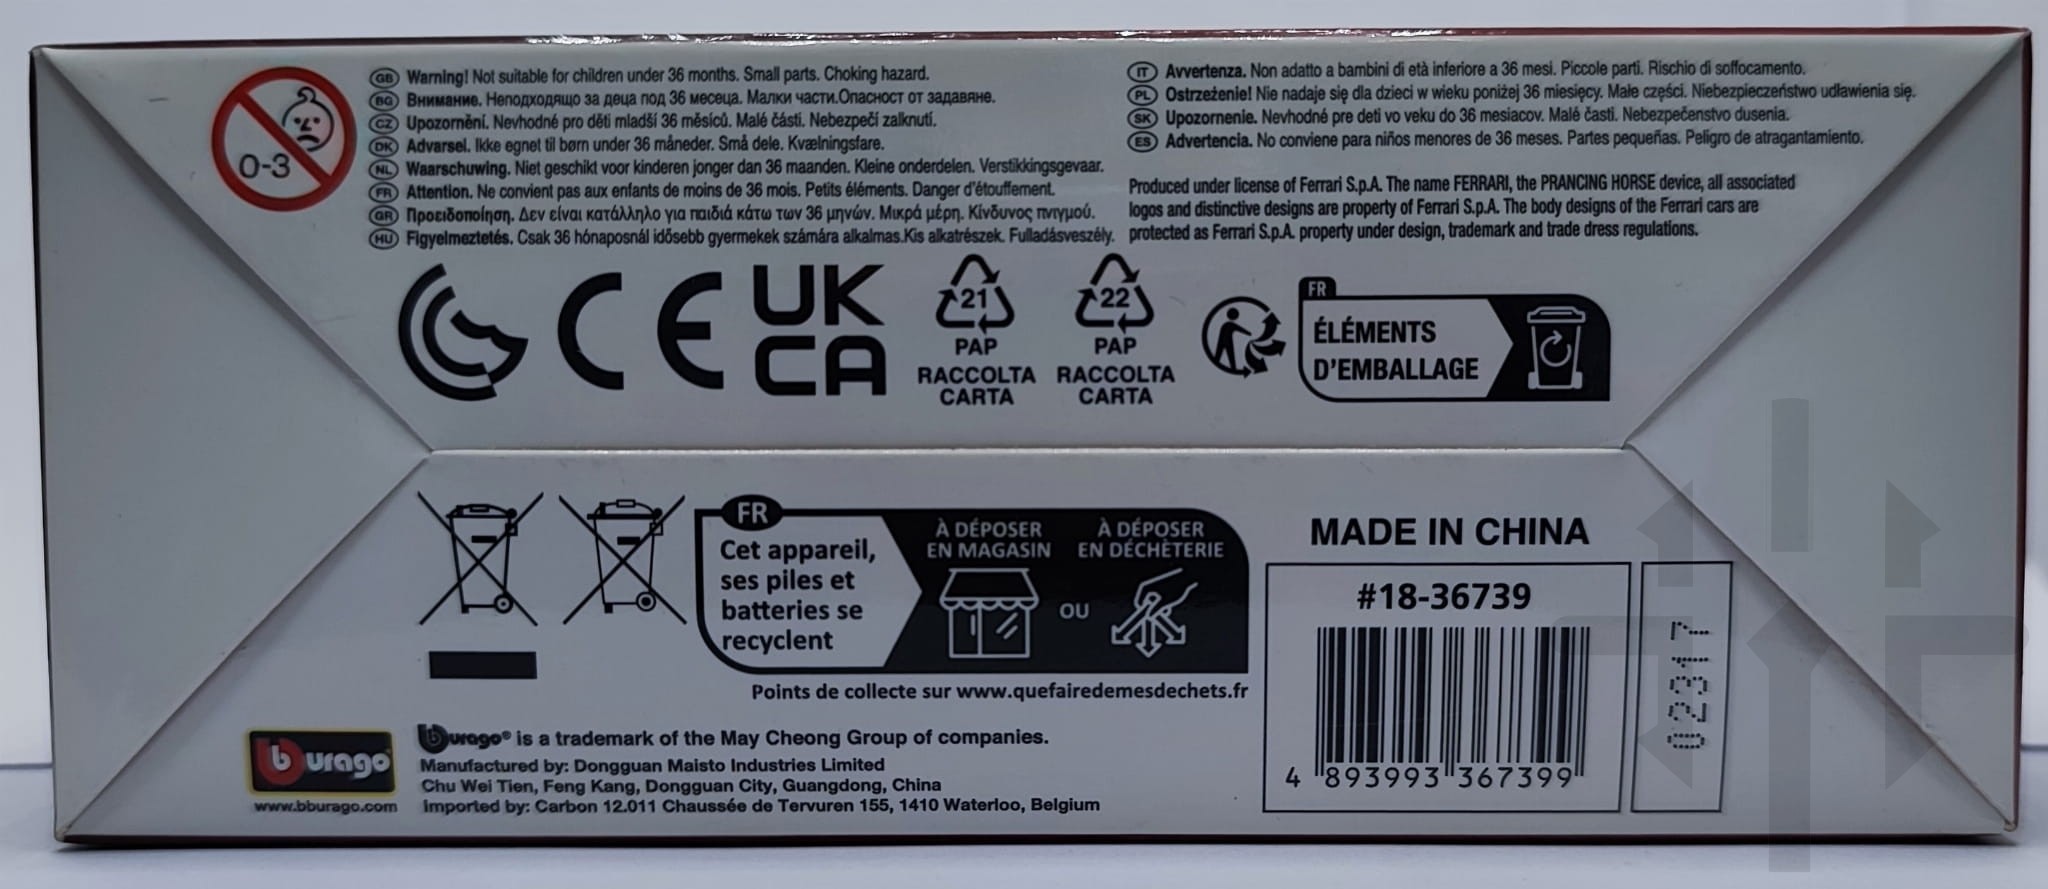 0-3
GB Warning! Not suitable for children under 36 months. Small parts. Choking hazard.
BG Внимание. Неподходящо за деца под 36 месеца. Малки части.Опасност от задавяне.
CZ Upozornění. Nevhodné pro děti mladší 36 měsíců. Malé části. Nebezpečí zalknutí.
DK Advarsel. Ikke egnet til børn under 36 måneder. Små dele. Kvælningsfare.
NL Waarschuwing. Niet geschikt voor kinderen jonger dan 36 maanden. Kleine onderdelen. Verstikkingsgevaar.
FR Attention. Ne convient pas aux enfants de moins de 36 mois. Petits éléments. Danger d'étouffement.
GR Προειδοποίηση. Δεν είναι κατάλληλο για παιδιά κάτω των 36 μηνών. Μικρά μέρη. Κίνδυνος πνιγμού.
HU Figyelmeztetés. Csak 36 hónaposnál idősebb gyermekek számára alkalmas.Kis alkatrészek. Fulladásveszély.
IT Avvertenza. Non adatto a bambini di età inferiore a 36 mesi. Piccole parti. Rischio di soffocamento.
PL Ostrzeżenie! Nie nadaje się dla dzieci w wieku poniżej 36 miesięcy. Małe części. Niebezpieczeństwo udławienia się.
SK Upozornenie. Nevhodné pre deti vo veku do 36 mesiacov. Malé časti. Nebezpečenstvo dusenia.
ES Advertencia. No conviene para niños menores de 36 meses. Partes pequeñas. Peligro de atragantamiento.
Produced under license of Ferrari S.p.A. The name FERRARI, the PRANCING HORSE device, all associated
logos and distinctive designs are property of Ferrari S.p.A. The body designs of the Ferrari cars are
protected as Ferrari S.p.A. property under design, trademark and trade dress regulations.
CE
UK
CA
21
PAP
RACCOLTA
CARTA
22
PAP
RACCOLTA
CARTA
FR
ÉLÉMENTS
D'EMBALLAGE
FR
Cet appareil,
ses piles et
batteries se
recyclent
À DÉPOSER
EN MAGASIN
OU
À DÉPOSER
EN DÉCHÈTERIE
Points de collecte sur www.quefairedemesdechets.fr
MADE IN CHINA
#18-36739
4 893993 367399
02317
bburago
www.bburago.com
bburago® is a trademark of the May Cheong Group of companies.
Manufactured by: Dongguan Maisto Industries Limited
Chu Wei Tien, Feng Kang, Dongguan City, Guangdong, China
Imported by: Carbon 12.011 Chaussée de Tervuren 155, 1410 Waterloo, Belgium